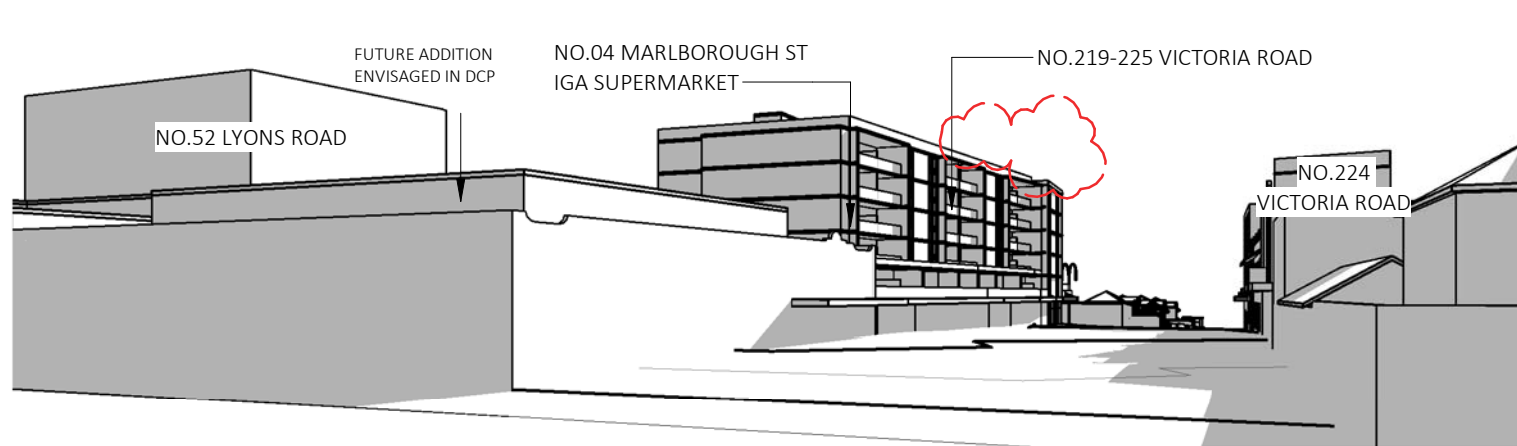 FUTURE ADDITION
ENVISAGED IN DCP
NO.04 MARLBOROUGH ST
IGA SUPERMARKET
NO.219-225 VICTORIA ROAD
NO.52 LYONS ROAD
NO.224
VICTORIA ROAD